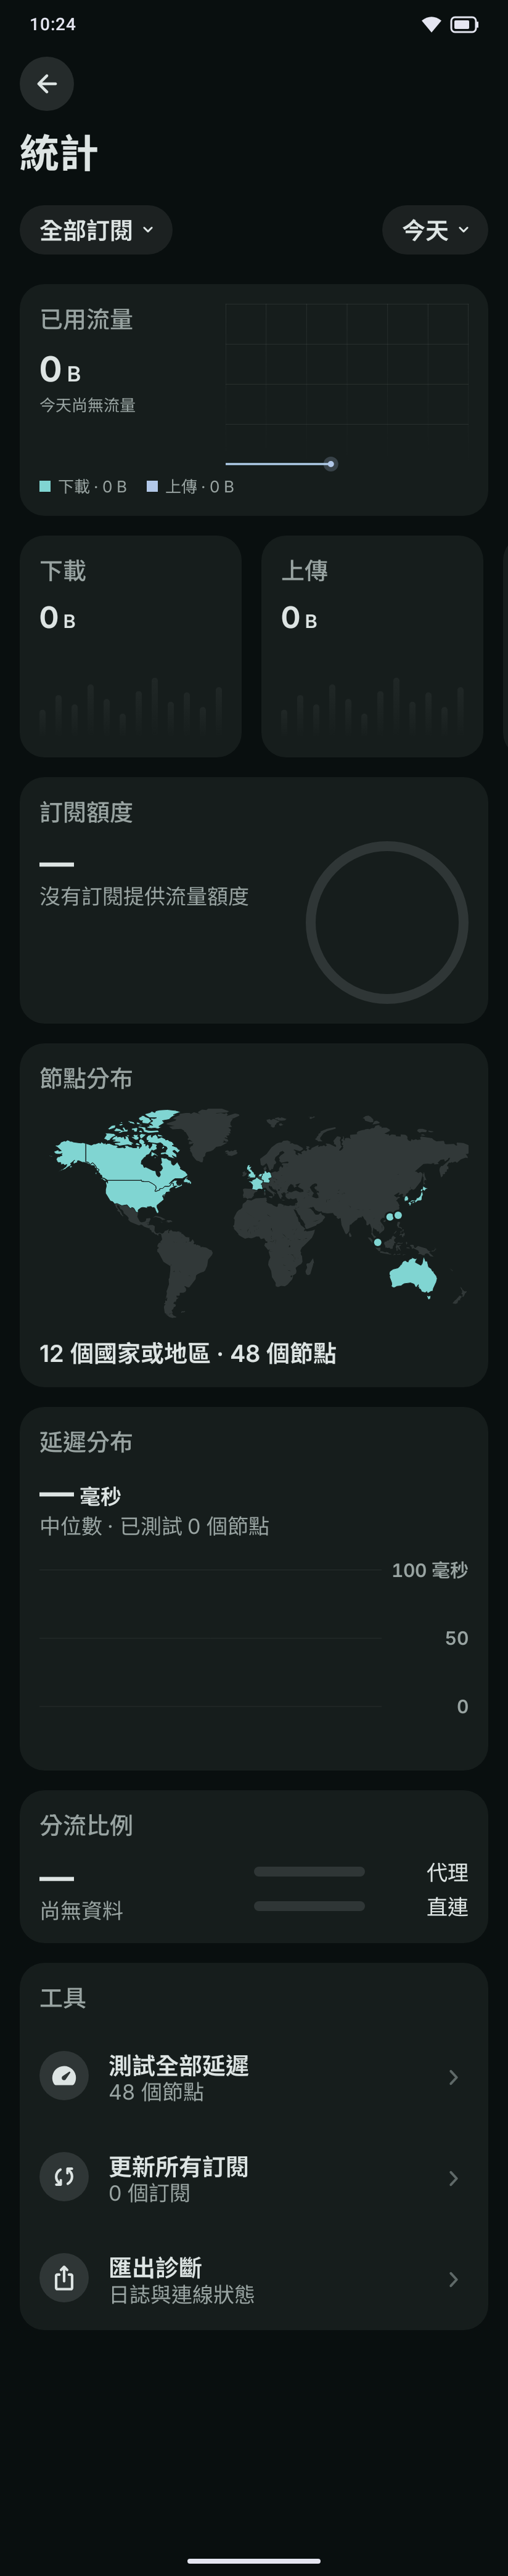 10:24
統計
全部訂閱
今天
已用流量
0 B
今天尚無流量
下載 · 0 B
上傳 · 0 B
下載
0 B
上傳
0 B
訂閱額度
—
沒有訂閱提供流量額度
節點分布
12 個國家或地區 · 48 個節點
延遲分布
— 毫秒
中位數 · 已測試 0 個節點
100 毫秒
50
0
分流比例
—
尚無資料
代理
直連
工具
測試全部延遲
48 個節點
更新所有訂閱
0 個訂閱
匯出診斷
日誌與連線狀態